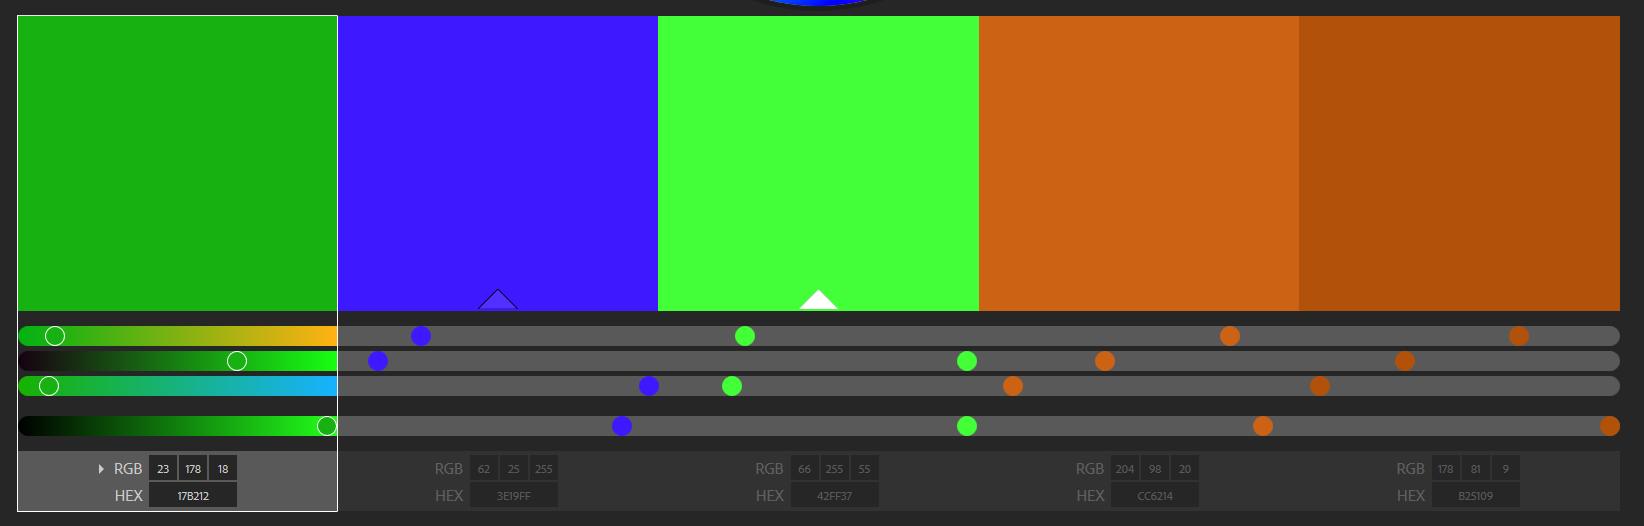 RGB 23 178 18
HEX 17B212
RGB 62 25 255
HEX 3E19FF
RGB 66 255 55
HEX 42FF37
RGB 204 98 20
HEX CC6214
RGB 178 81 9
HEX B25109